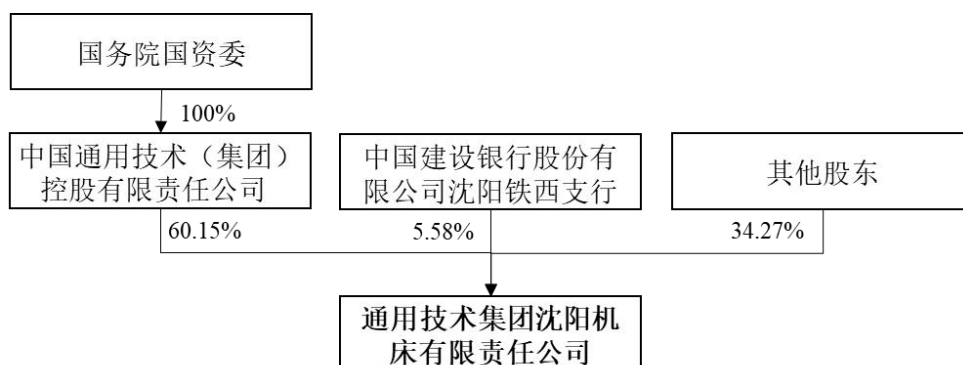 国务院国资委
100%
中国通用技术（集团）
控股有限责任公司
中国建设银行股份有
限公司沈阳铁西支行
其他股东
60.15%
5.58%
34.27%
通用技术集团沈阳机
床有限责任公司